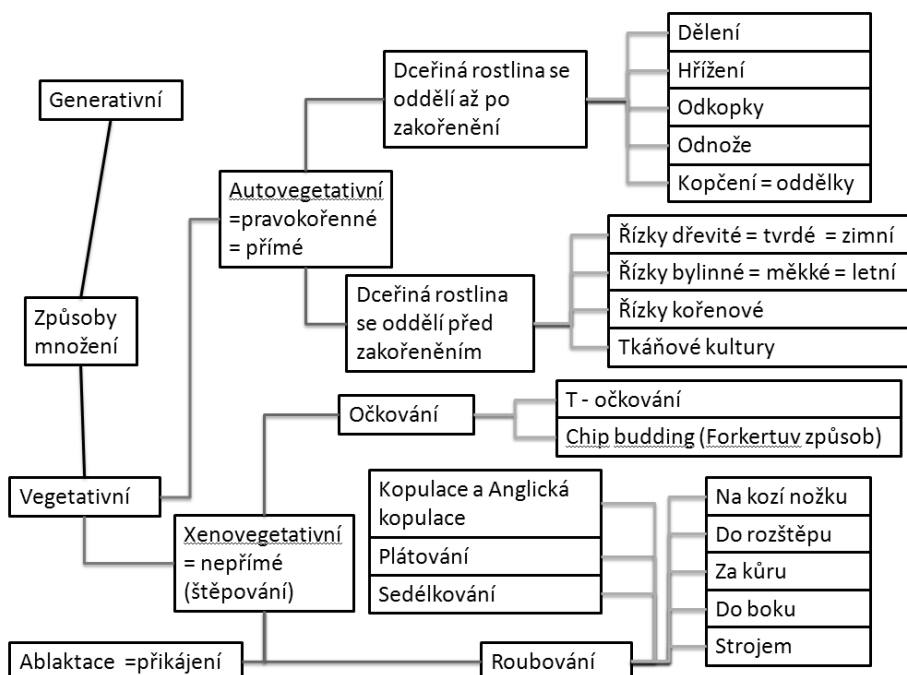 Generativní
Způsoby
množení
Vegetativní
Autovegetativní
=pravokořenné
= přímé
Dceřiná rostlina se
oddělí až po
zakořenění
Dělení
Hřížení
Odkopky
Odnože
Kopčení = oddělky
Dceřiná rostlina
se oddělí před
zakořeněním
Řízky dřevité = tvrdé = zimní
Řízky bylinné = měkké = letní
Řízky kořenové
Tkáňové kultury
Xenovegetativní
= nepřímé
(štěpování)
Očkování
T - očkování
Chip budding (Forkertuv způsob)
Kopulace a Anglická
kopulace
Plátování
Sedélkování
Na kozí nožku
Do rozštěpu
Za kůru
Do boku
Strojem
Ablaktace =přikájení
Roubování